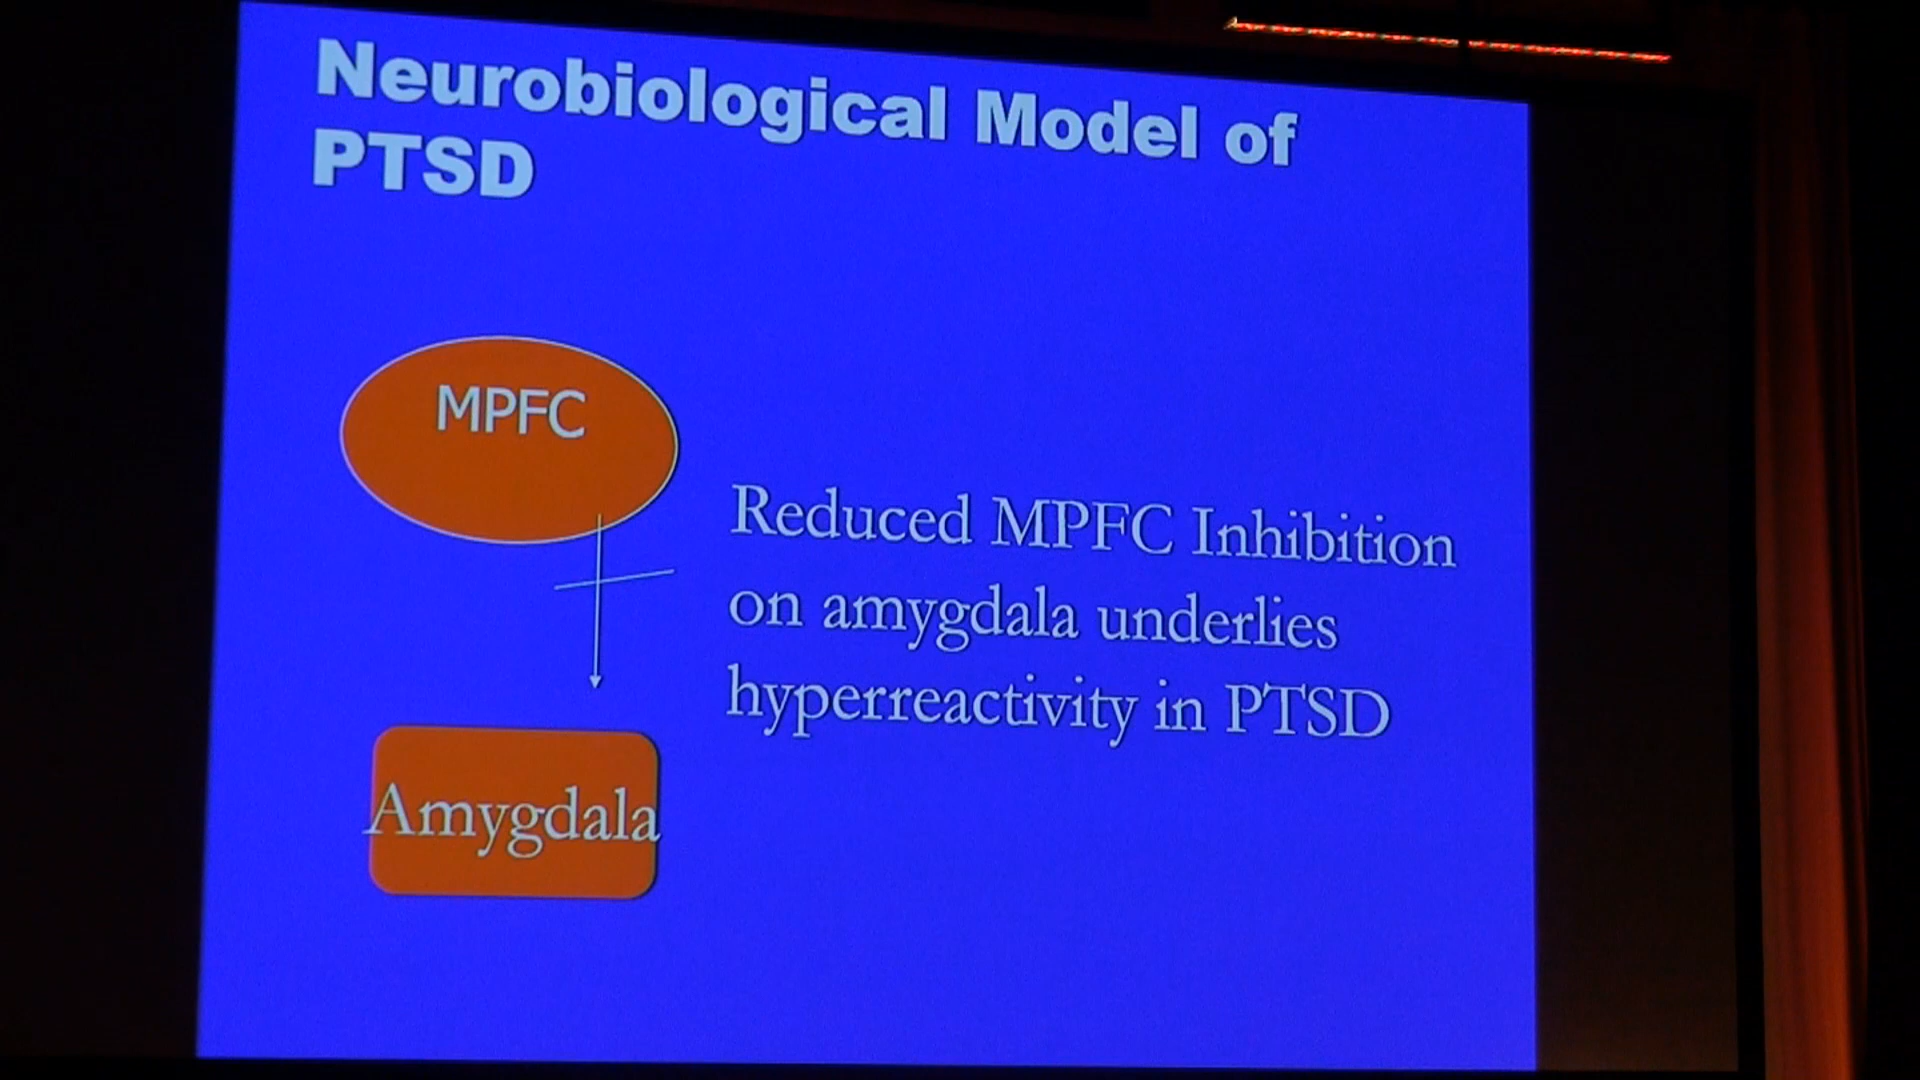 Neurobiological Model of
PTSD
MPFC
Reduced MPFC Inhibition
on amygdala underlies
hyperreactivity in PTSD
Amygdala